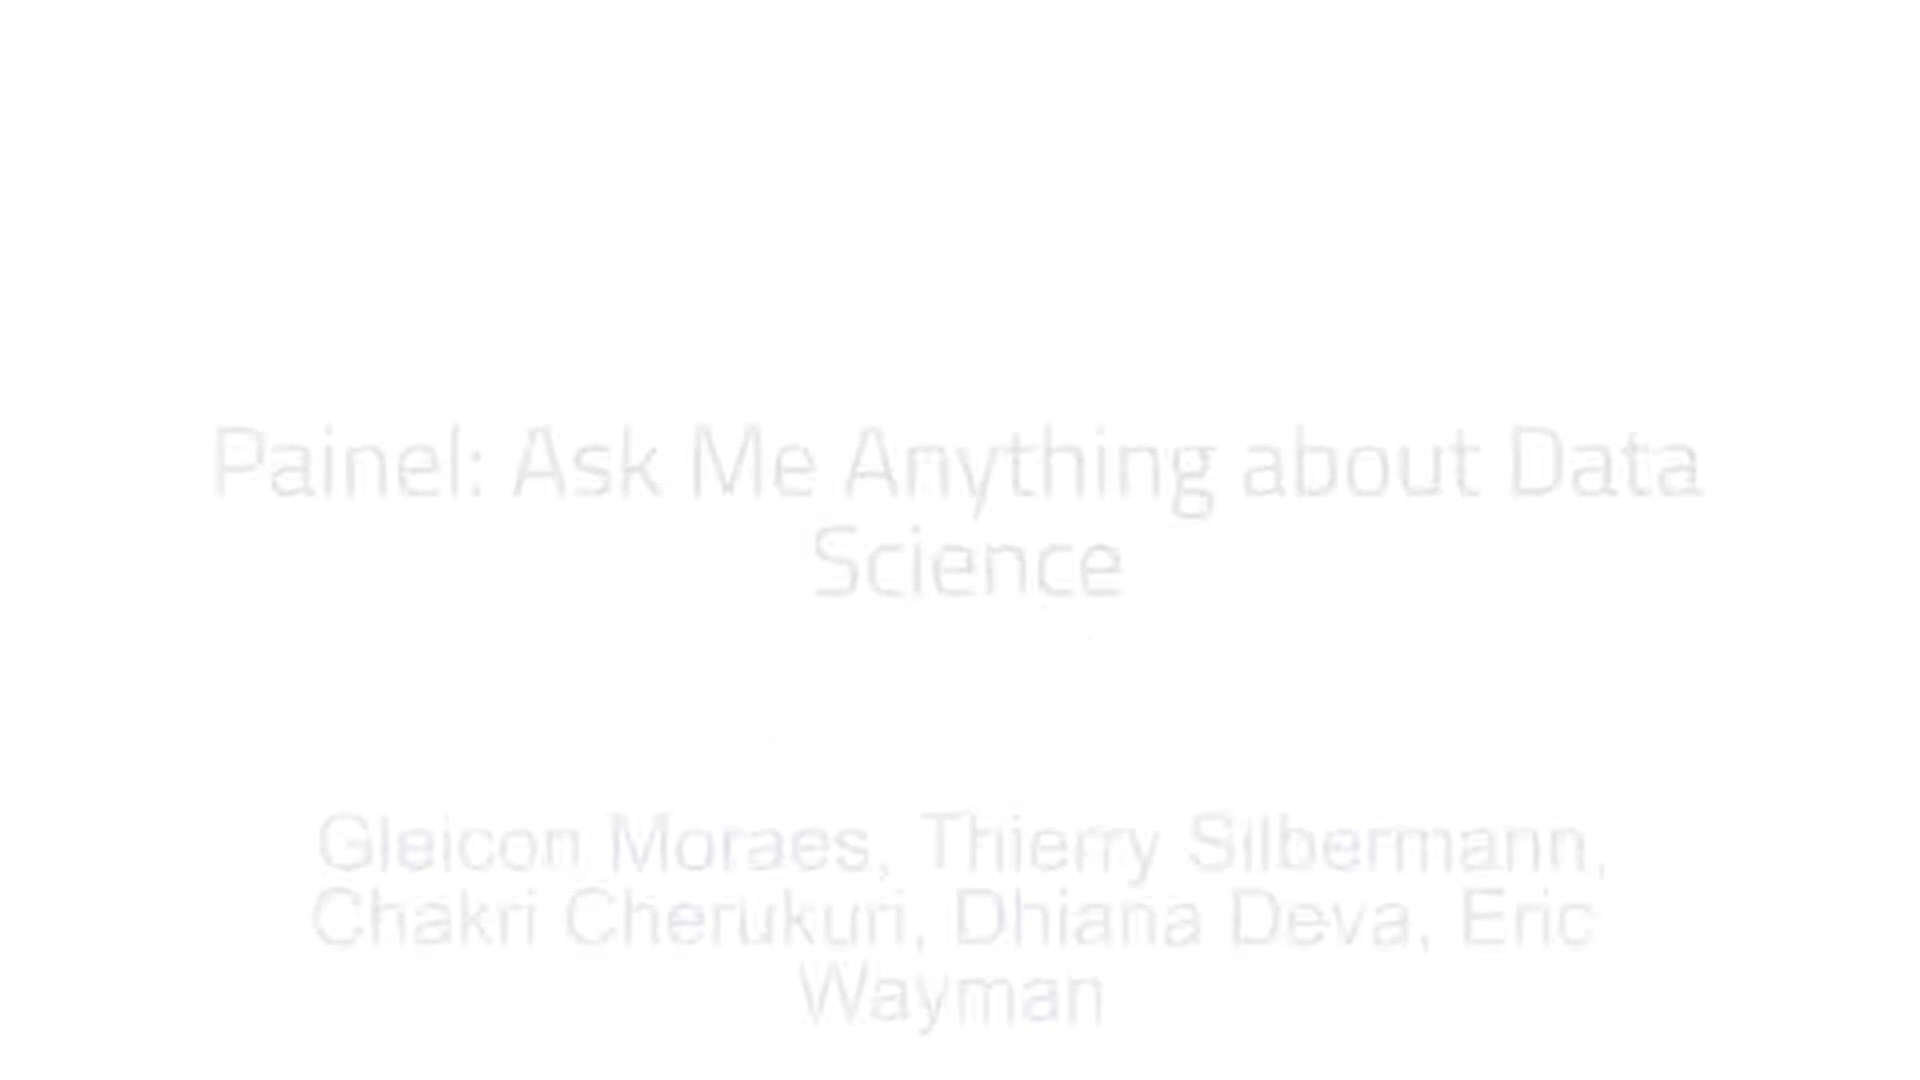 Painel: Ask Me Anything about Data
Science
Gleicon Moraes, Thierry Silbermann,
Chakri Cherukuri, Dhiana Deva, Eric
Wayman